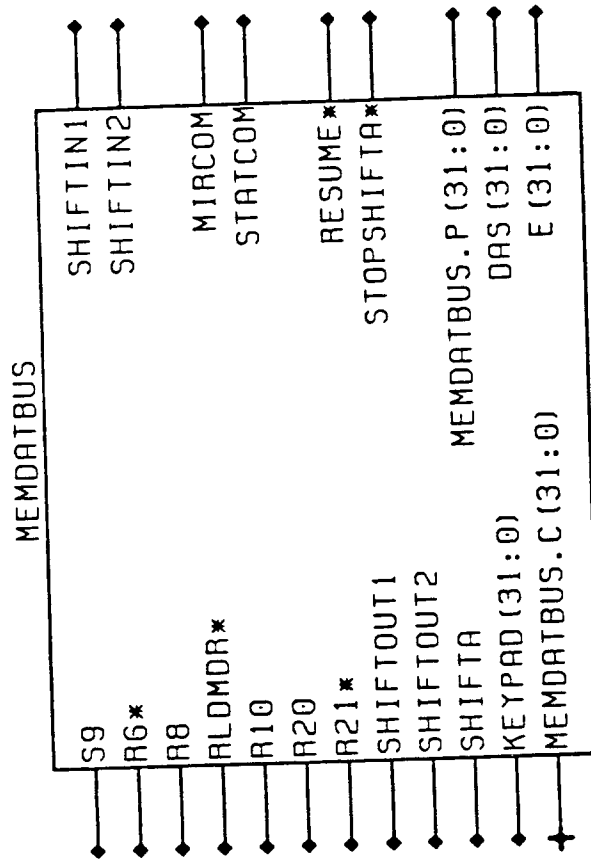 MEMDATBUS
S9
R6*
R8
RLDMDR*
R10
R20
R21*
SHIFTOUT1
SHIFTOUT2
SHIFTA
KEYPAD(31:0)
MEMDATBUS.C(31:0)
SHIFTIN1
SHIFTIN2
MIRCOM
STATCOM
RESUME*
STOPSHIFTA*
MEMDATBUS.P(31:0)
DAS(31:0)
E(31:0)